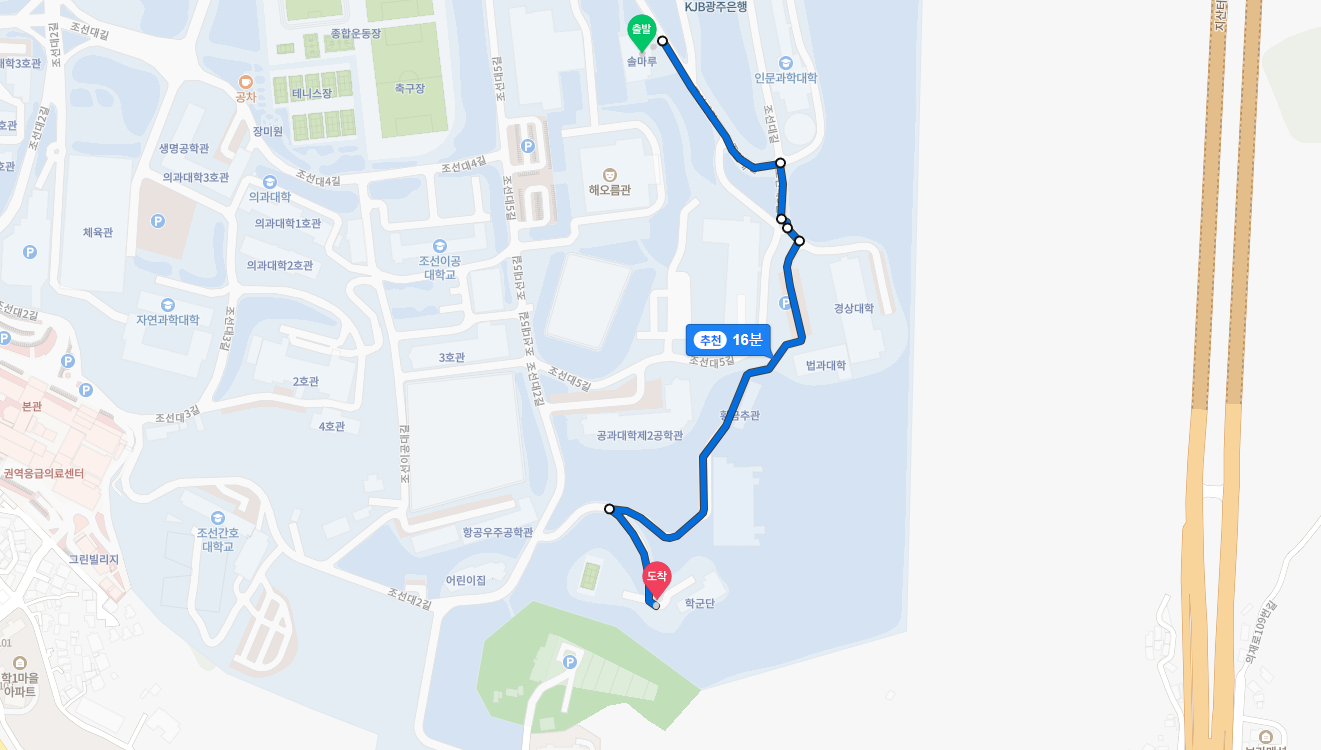 KJB광주은행
출발
솔마루
조선대길
조선대2길
종합운동장
지산터
인문과학대학
공차
테니스장
축구장
조선대5길
조선대길
장미원
조선대2길
생명공학관
의과대학3호관
조선대4길
조선대4길
의과대학
해오름관
의과대학1호관
조선대5길
체육관
조선이공
대학교
의과대학2호관
조선대5길
자연과학대학
경상대학
조선대2길
조선대3길
추천 16분
3호관
조선대5길
조선대5길
조선대5길
법과대학
2호관
조선대2길
본관
조선대3길
4호관
공과대학제2공학관
조선이공대길
권역응급의료센터
조선간호
대학교
항공우주공학관
그린빌리지
어린이집
도착
조선대2길
학군단
의재로109번길
학1마을
아파트